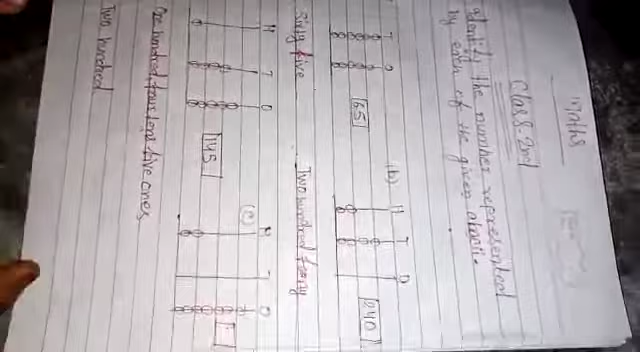 Maths
Class-2nd
Identify the number represented
by each of the given abacus.
T O
65
(b) H T O
240
Sixty five
Two hundred forty
H T O
145
(c) H T O
One hundred four tens five ones
Two hundred